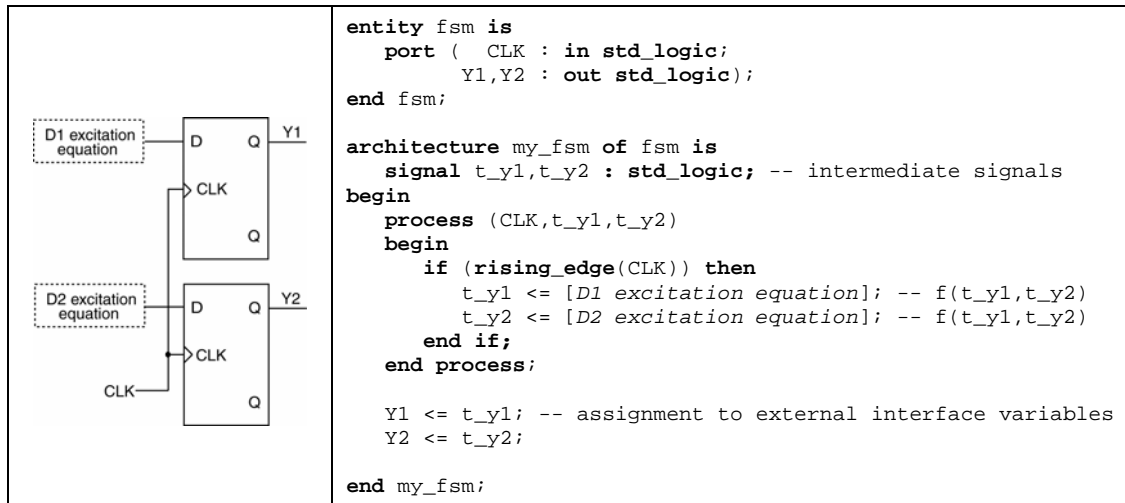 D1 excitation
equation
D
Q
Y1
CLK
Q
D2 excitation
equation
D
Q
Y2
CLK
CLK
Q
entity fsm is
port (  CLK : in std_logic;
Y1,Y2 : out std_logic);
end fsm;
architecture my_fsm of fsm is
signal t_y1,t_y2 : std_logic; -- intermediate signals
begin
process (CLK,t_y1,t_y2)
begin
if (rising_edge(CLK)) then
t_y1 <= [D1 excitation equation]; -- f(t_y1,t_y2)
t_y2 <= [D2 excitation equation]; -- f(t_y1,t_y2)
end if;
end process;
Y1 <= t_y1; -- assignment to external interface variables
Y2 <= t_y2;
end my_fsm;